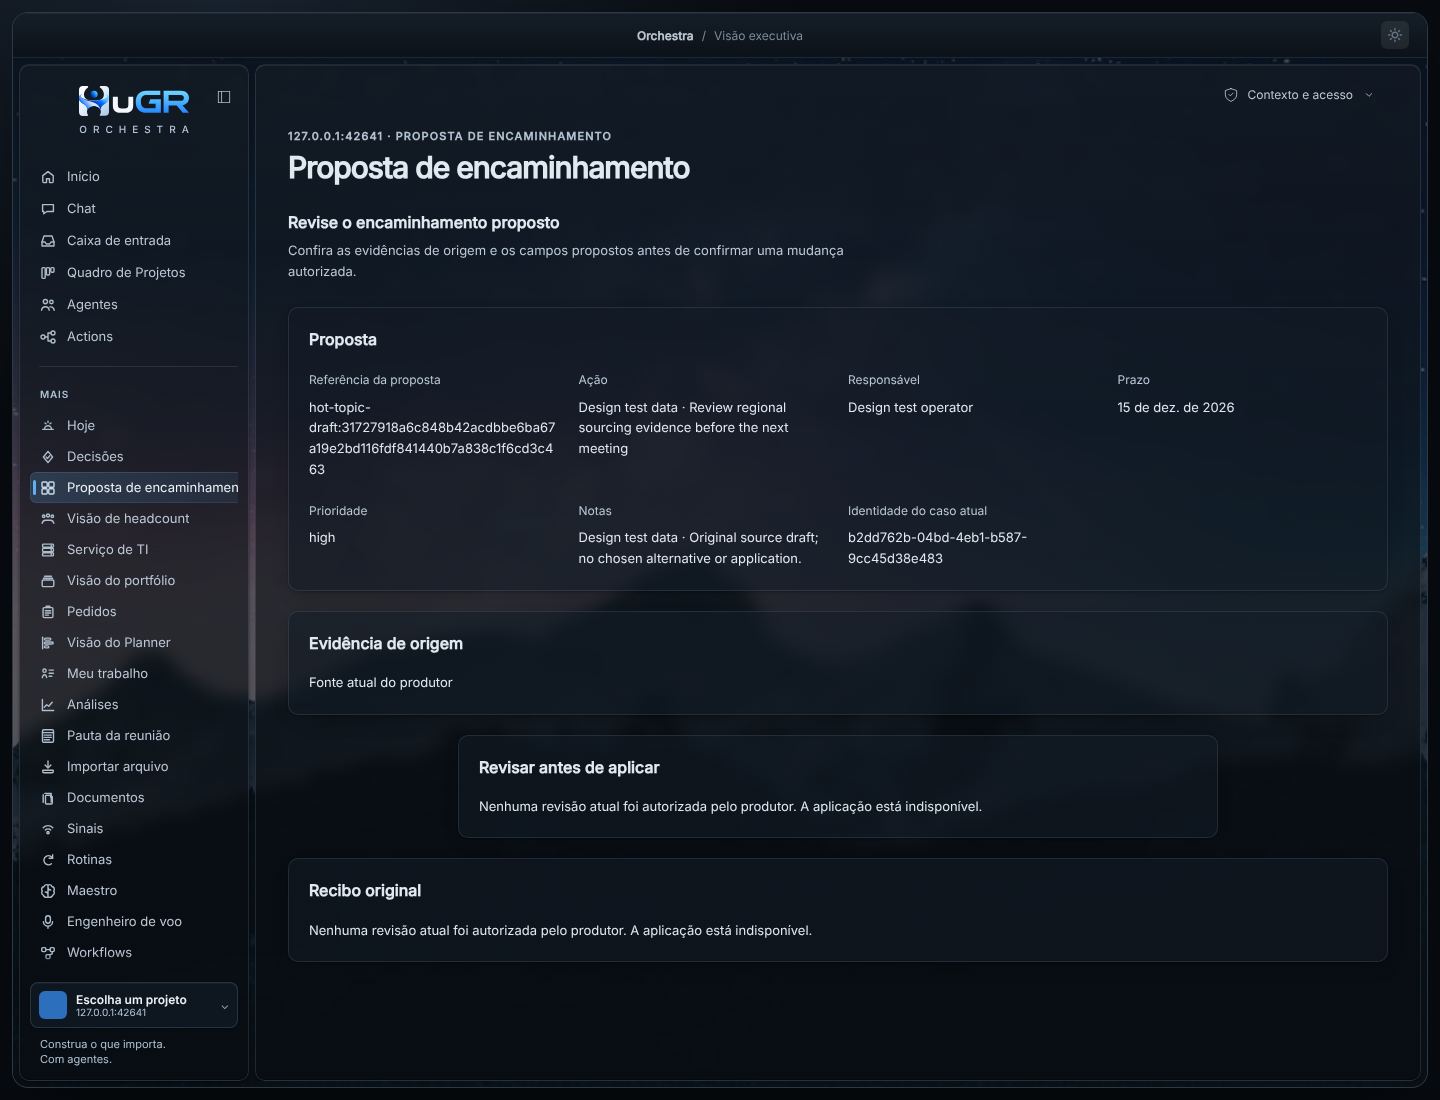 Orchestra / Visão executiva
HuGR
ORCHESTRA
Início
Chat
Caixa de entrada
Quadro de Projetos
Agentes
Actions
MAIS
Hoje
Decisões
Proposta de encaminhamen
Visão de headcount
Serviço de TI
Visão do portfólio
Pedidos
Visão do Planner
Meu trabalho
Análises
Pauta da reunião
Importar arquivo
Documentos
Sinais
Rotinas
Maestro
Engenheiro de voo
Workflows
Escolha um projeto
127.0.0.1:42641
Construa o que importa.
Com agentes.
Contexto e acesso
127.0.0.1:42641 · PROPOSTA DE ENCAMINHAMENTO
Proposta de encaminhamento
Revise o encaminhamento proposto
Confira as evidências de origem e os campos propostos antes de confirmar uma mudança
autorizada.
Proposta
Referência da proposta
hot-topic-
draft:31727918a6c848b42acdbbe6ba67
a19e2bd116fdf841440b7a838c1f6cd3c4
63
Ação
Design test data · Review regional
sourcing evidence before the next
meeting
Responsável
Design test operator
Prazo
15 de dez. de 2026
Prioridade
high
Notas
Design test data · Original source draft;
no chosen alternative or application.
Identidade do caso atual
b2dd762b-04bd-4eb1-b587-
9cc45d38e483
Evidência de origem
Fonte atual do produtor
Revisar antes de aplicar
Nenhuma revisão atual foi autorizada pelo produtor. A aplicação está indisponível.
Recibo original
Nenhuma revisão atual foi autorizada pelo produtor. A aplicação está indisponível.